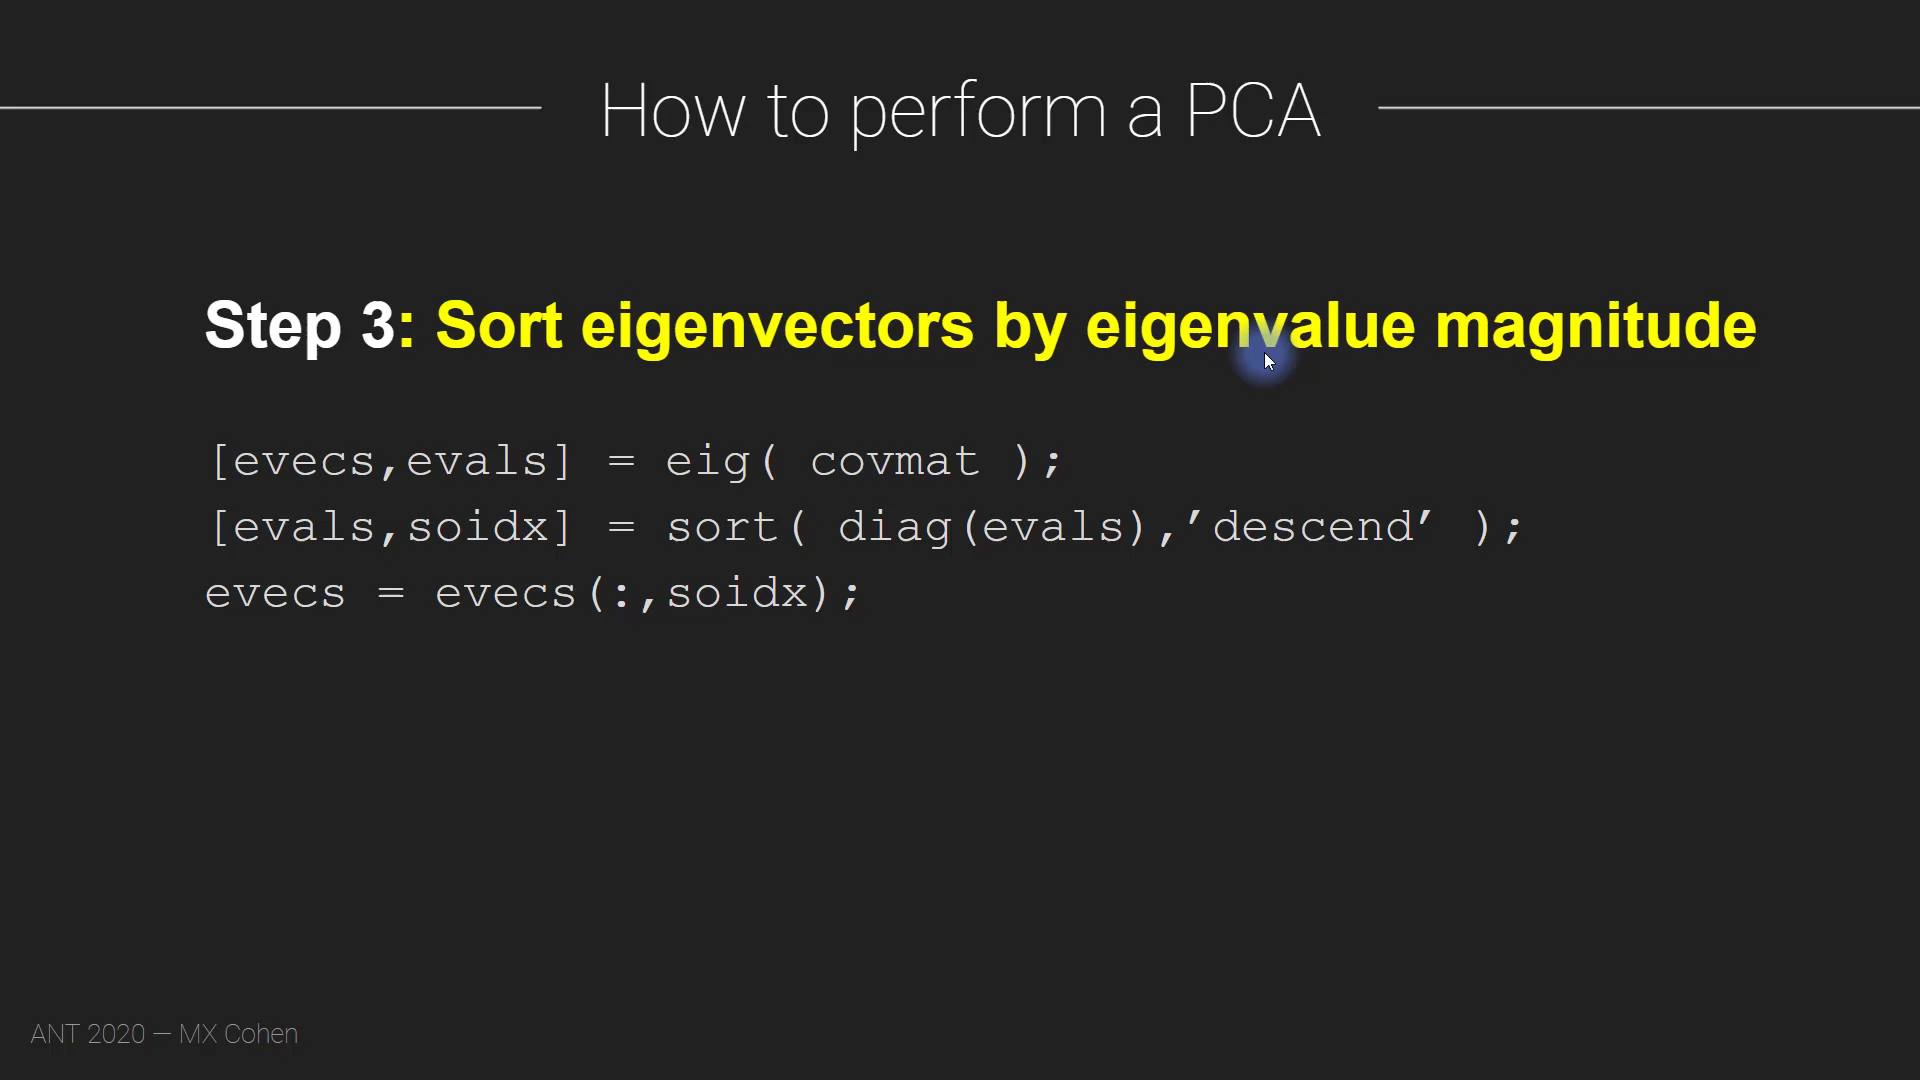 How to perform a PCA
Step 3: Sort eigenvectors by eigenvalue magnitude
[evecs,evals] = eig( covmat );
[evals,soidx] = sort( diag(evals),’descend’ );
evecs = evecs(:,soidx);
ANT 2020 — MX Cohen